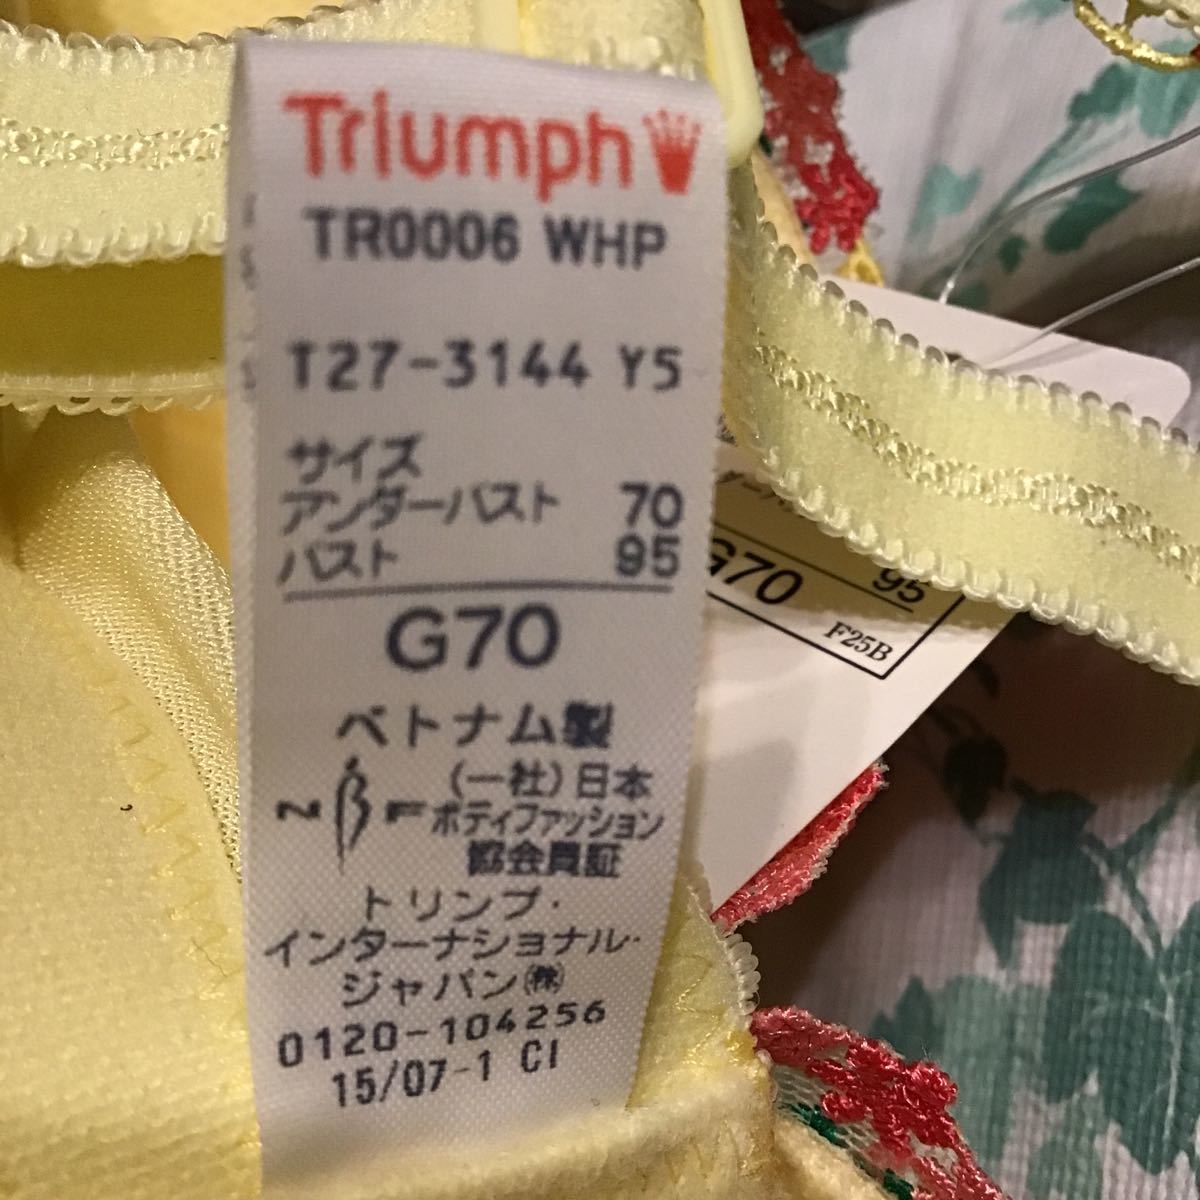 Triumph
TR0006 WHP
T27-3144 Y5
サイズ
アンダーバスト 70
バスト 95
G70
ベトナム製
(一社)日本
NBF ボディファッション
協会員証
トリンプ・
インターナショナル・
ジャパン㈱
0120-104256
15/07-1 CI
95
G70
F25B